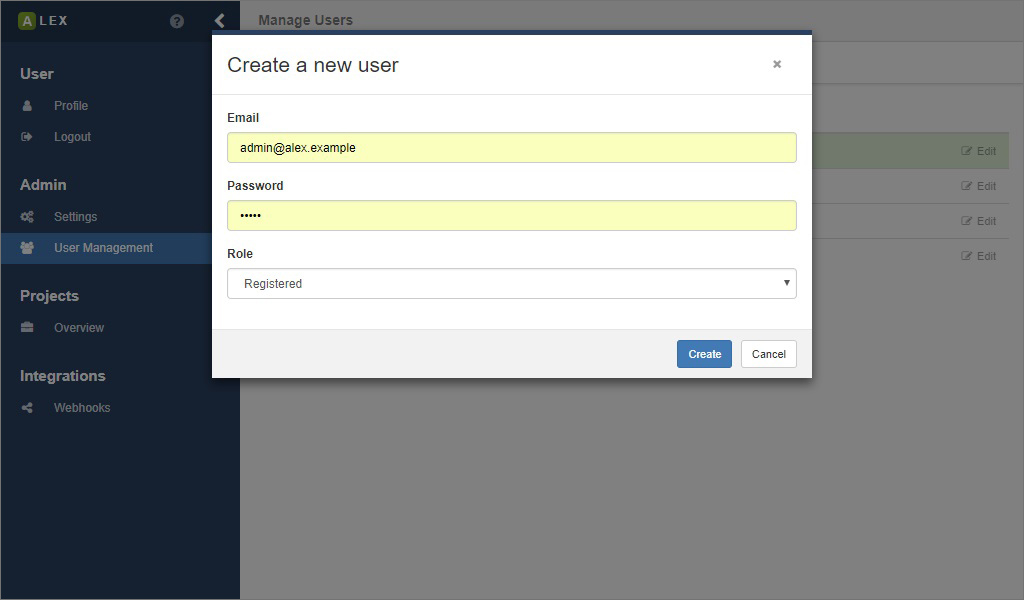 ALEX
?
Manage Users
User
Profile
Logout
Admin
Settings
User Management
Projects
Overview
Integrations
Webhooks
Create a new user
×
Email
admin@alex.example
Password
•••••
Role
Registered
Create Cancel
Edit
Edit
Edit
Edit